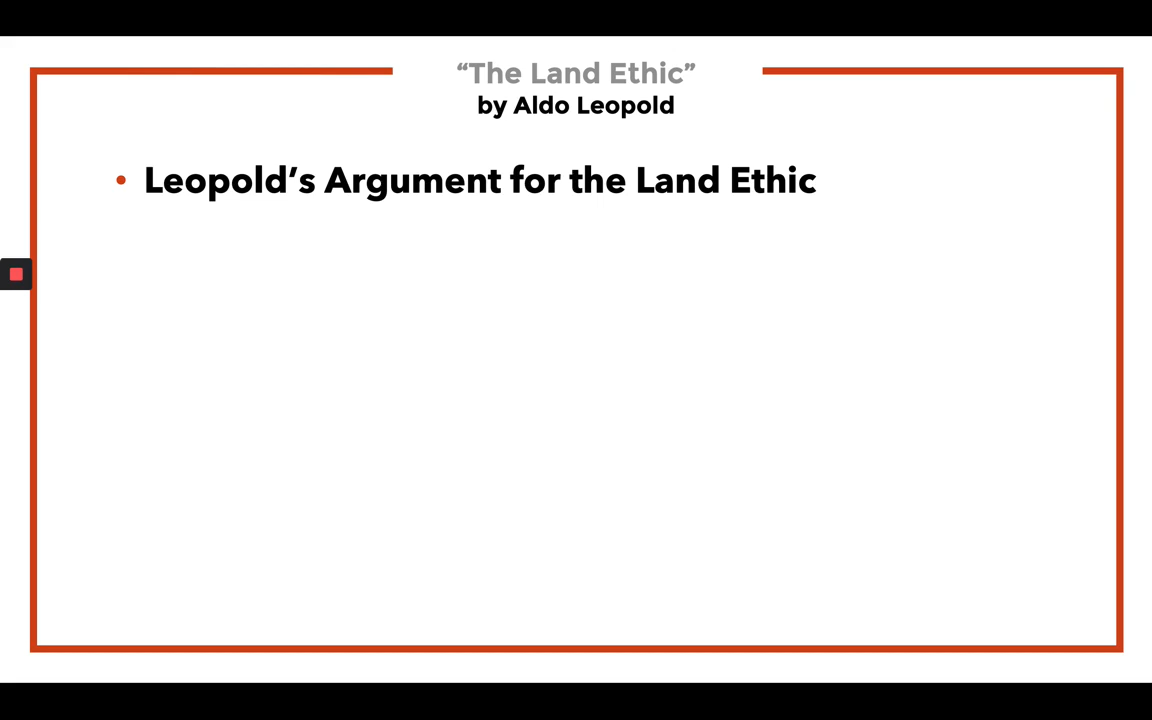 “The Land Ethic”
by Aldo Leopold
• Leopold’s Argument for the Land Ethic